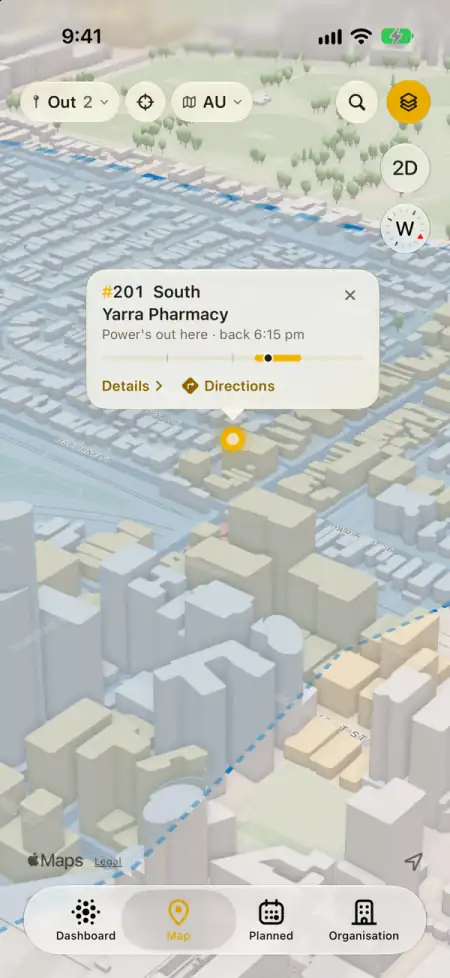 9:41
Out 2
AU
2D
W
#201 South
Yarra Pharmacy
Power's out here · back 6:15 pm
Details
Directions
Maps Legal
Dashboard
Map
Planned
Organisation